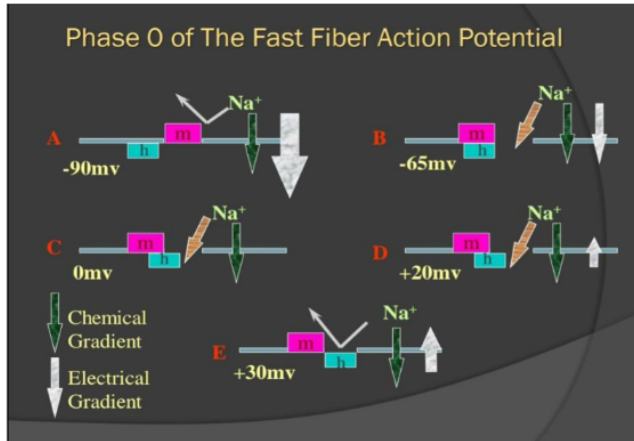 Phase 0 of The Fast Fiber Action Potential
Na⁺
A
m
h
-90mv
Na⁺
B
m
h
-65mv
Na⁺
C
m
h
0mv
Na⁺
D
m
h
+20mv
Chemical
Gradient
Na⁺
E
m
h
+30mv
Electrical
Gradient